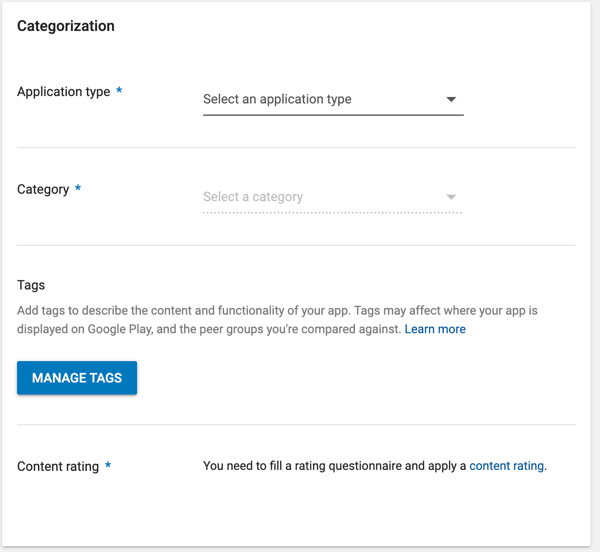 Categorization
Application type *
Select an application type
Category *
Select a category
Tags
Add tags to describe the content and functionality of your app. Tags may affect where your app is
displayed on Google Play, and the peer groups you're compared against. Learn more
MANAGE TAGS
Content rating *
You need to fill a rating questionnaire and apply a content rating.